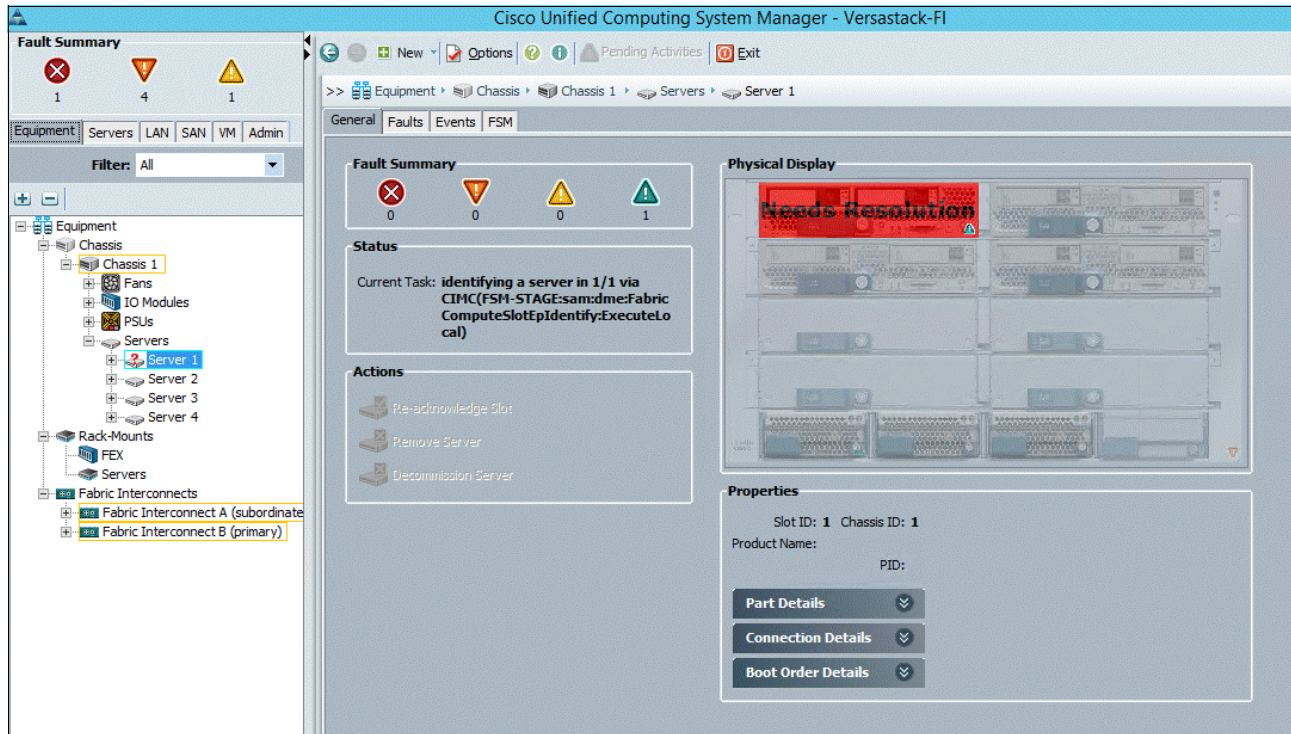 Cisco Unified Computing System Manager - Versastack-FI
Fault Summary
1 4 1
Equipment Servers LAN SAN VM Admin
Filter: All
Equipment
Chassis
Chassis 1
Fans
IO Modules
PSUs
Servers
Server 1
Server 2
Server 3
Server 4
Rack-Mounts
FEX
Servers
Fabric Interconnects
Fabric Interconnect A (subordinate
Fabric Interconnect B (primary)
New Options Pending Activities Exit
>> Equipment Chassis Chassis 1 Servers Server 1
General Faults Events FSM
Fault Summary
0 0 0 1
Status
Current Task: identifying a server in 1/1 via
CIMC(FSM-STAGE:sam:dme:Fabric
ComputeSlotEpIdentify:ExecuteLo
cal)
Actions
Re-acknowledge Slot
Remove Server
Decommission Server
Physical Display
Needs Resolution
Properties
Slot ID: 1 Chassis ID: 1
Product Name:
PID:
Part Details
Connection Details
Boot Order Details